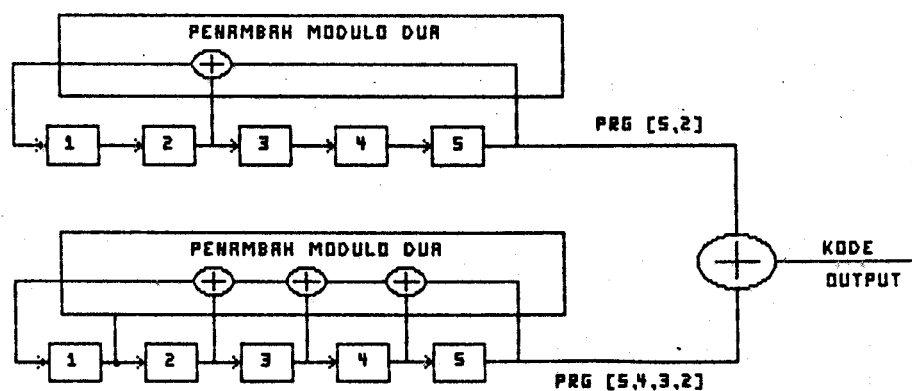 PENAMBAH MODULO DUA
1 2 3 4 5
PRG [5,2]
PENAMBAH MODULO DUA
KODE
OUTPUT
1 2 3 4 5
PRG [5,4,3,2]